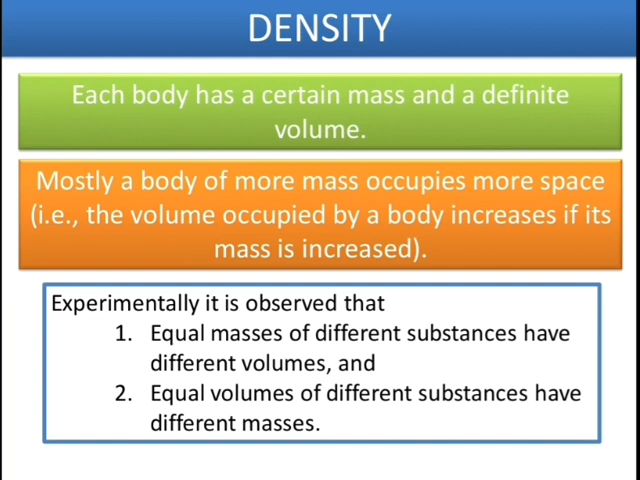 DENSITY
Each body has a certain mass and a definite
volume.
Mostly a body of more mass occupies more space
(i.e., the volume occupied by a body increases if its
mass is increased).
Experimentally it is observed that
1. Equal masses of different substances have
different volumes, and
2. Equal volumes of different substances have
different masses.